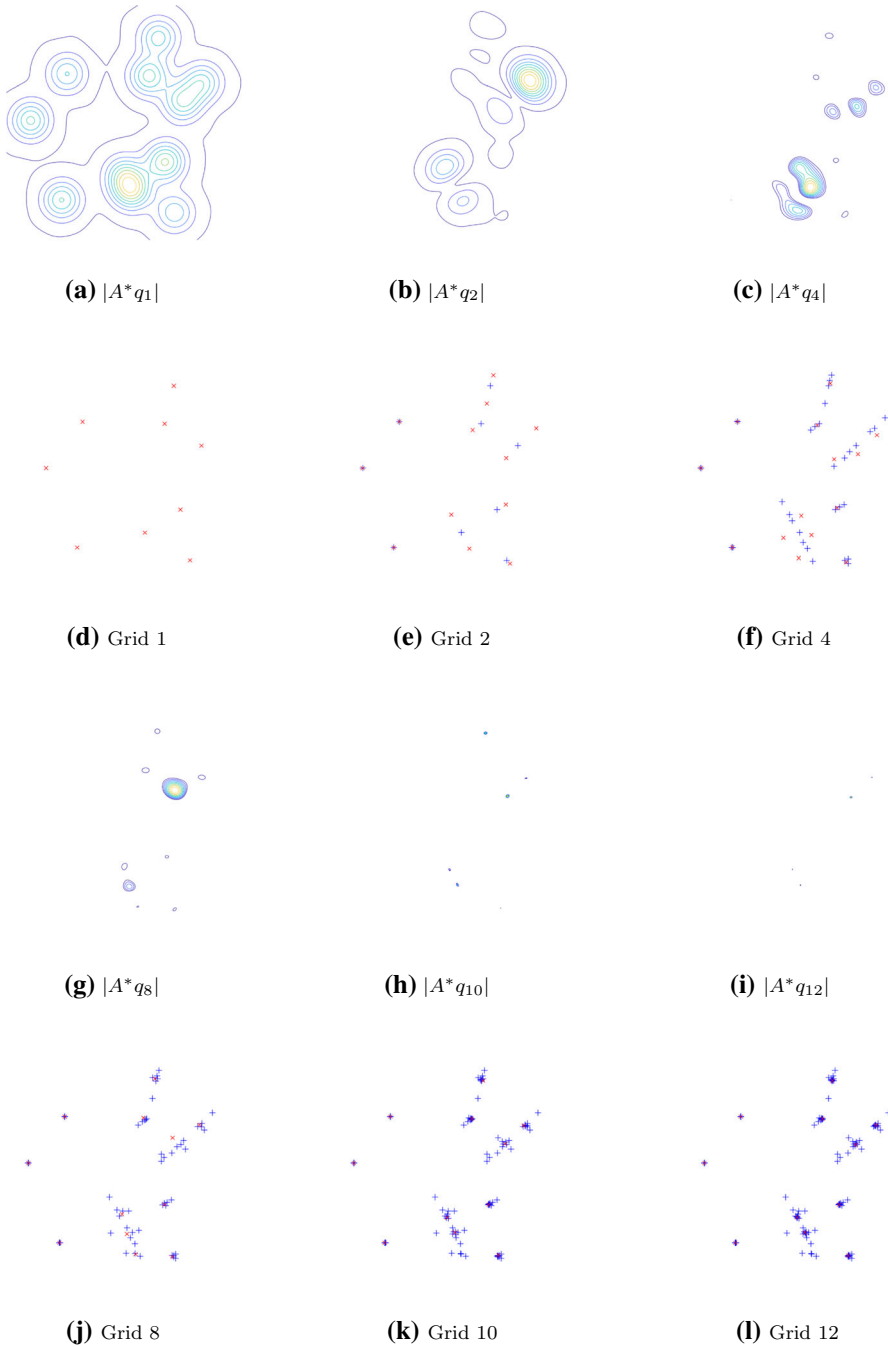 (a) |A*q₁|
(b) |A*q₂|
(c) |A*q₄|
(d) Grid 1
(e) Grid 2
(f) Grid 4
(g) |A*q₈|
(h) |A*q₁₀|
(i) |A*q₁₂|
(j) Grid 8
(k) Grid 10
(l) Grid 12